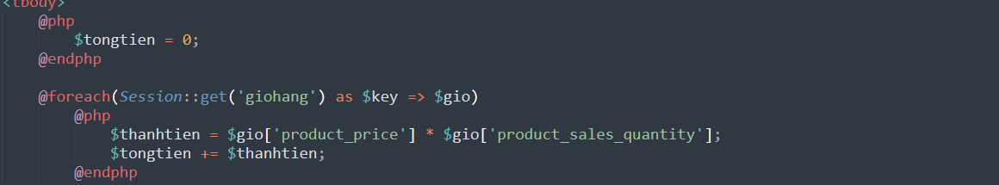 <tbody>
@php
$tongtien = 0;
@endphp
@foreach(Session::get('giohang') as $key => $gio)
@php
$thanhtien = $gio['product_price'] * $gio['product_sales_quantity'];
$tongtien += $thanhtien;
@endphp